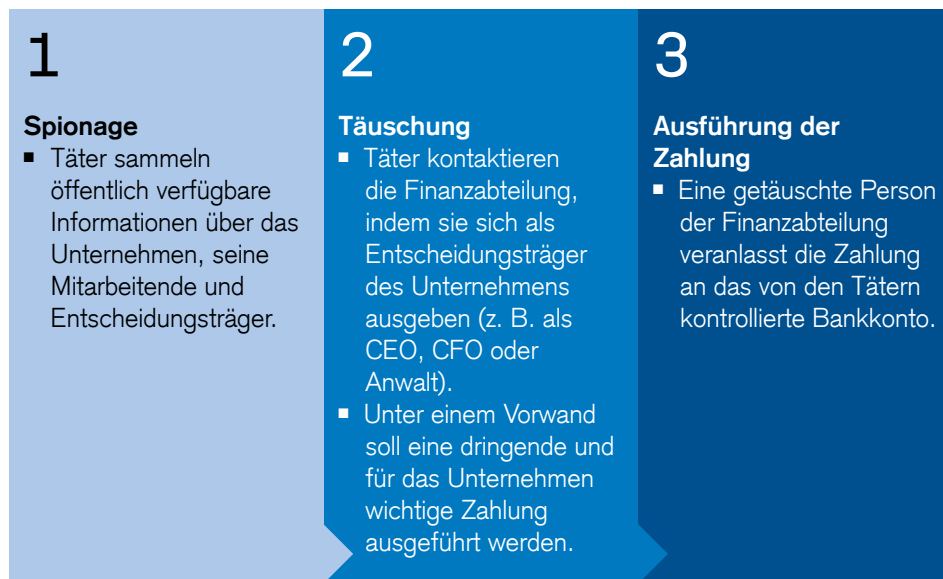 1
Spionage
▪ Täter sammeln
öffentlich verfügbare
Informationen über das
Unternehmen, seine
Mitarbeitende und
Entscheidungsträger.
2
Täuschung
▪ Täter kontaktieren
die Finanzabteilung,
indem sie sich als
Entscheidungsträger
des Unternehmens
ausgeben (z. B. als
CEO, CFO oder
Anwalt).
▪ Unter einem Vorwand
soll eine dringende und
für das Unternehmen
wichtige Zahlung
ausgeführt werden.
3
Ausführung der
Zahlung
▪ Eine getäuschte Person
der Finanzabteilung
veranlasst die Zahlung
an das von den Tätern
kontrollierte Bankkonto.